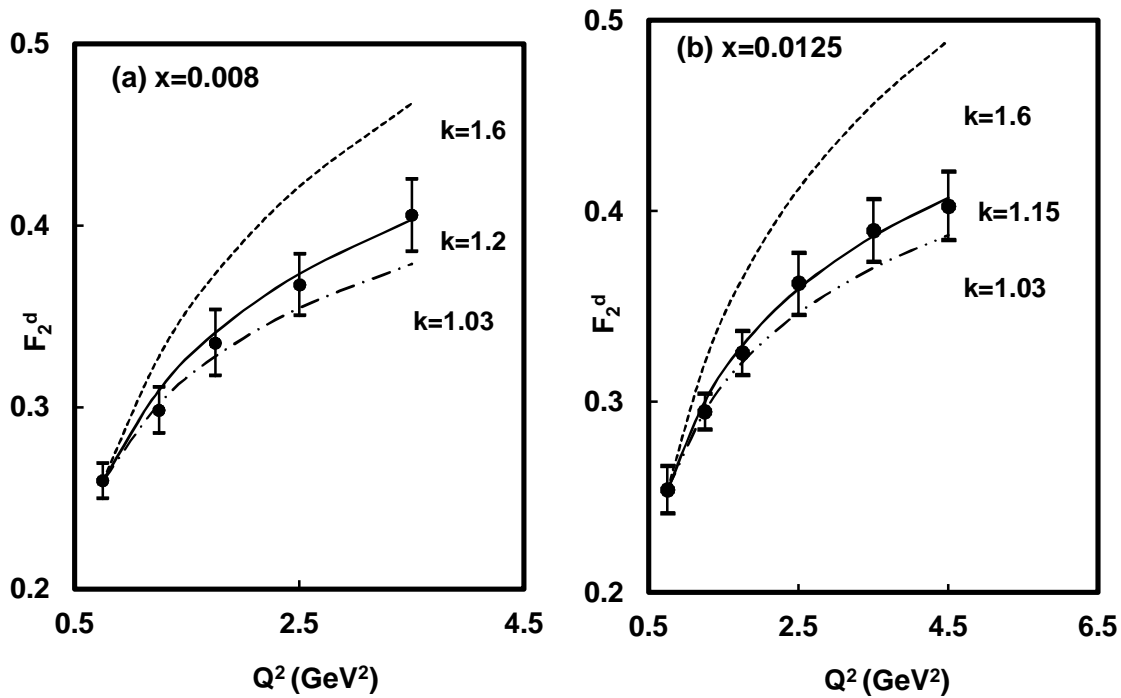 (a) x=0.008
0.5
0.4
0.3
0.2
F₂ᵈ
k=1.6
k=1.2
k=1.03
0.5 2.5 4.5
Q² (GeV²)
(b) x=0.0125
0.5
0.4
0.3
0.2
F₂ᵈ
k=1.6
k=1.15
k=1.03
0.5 2.5 4.5 6.5
Q² (GeV²)